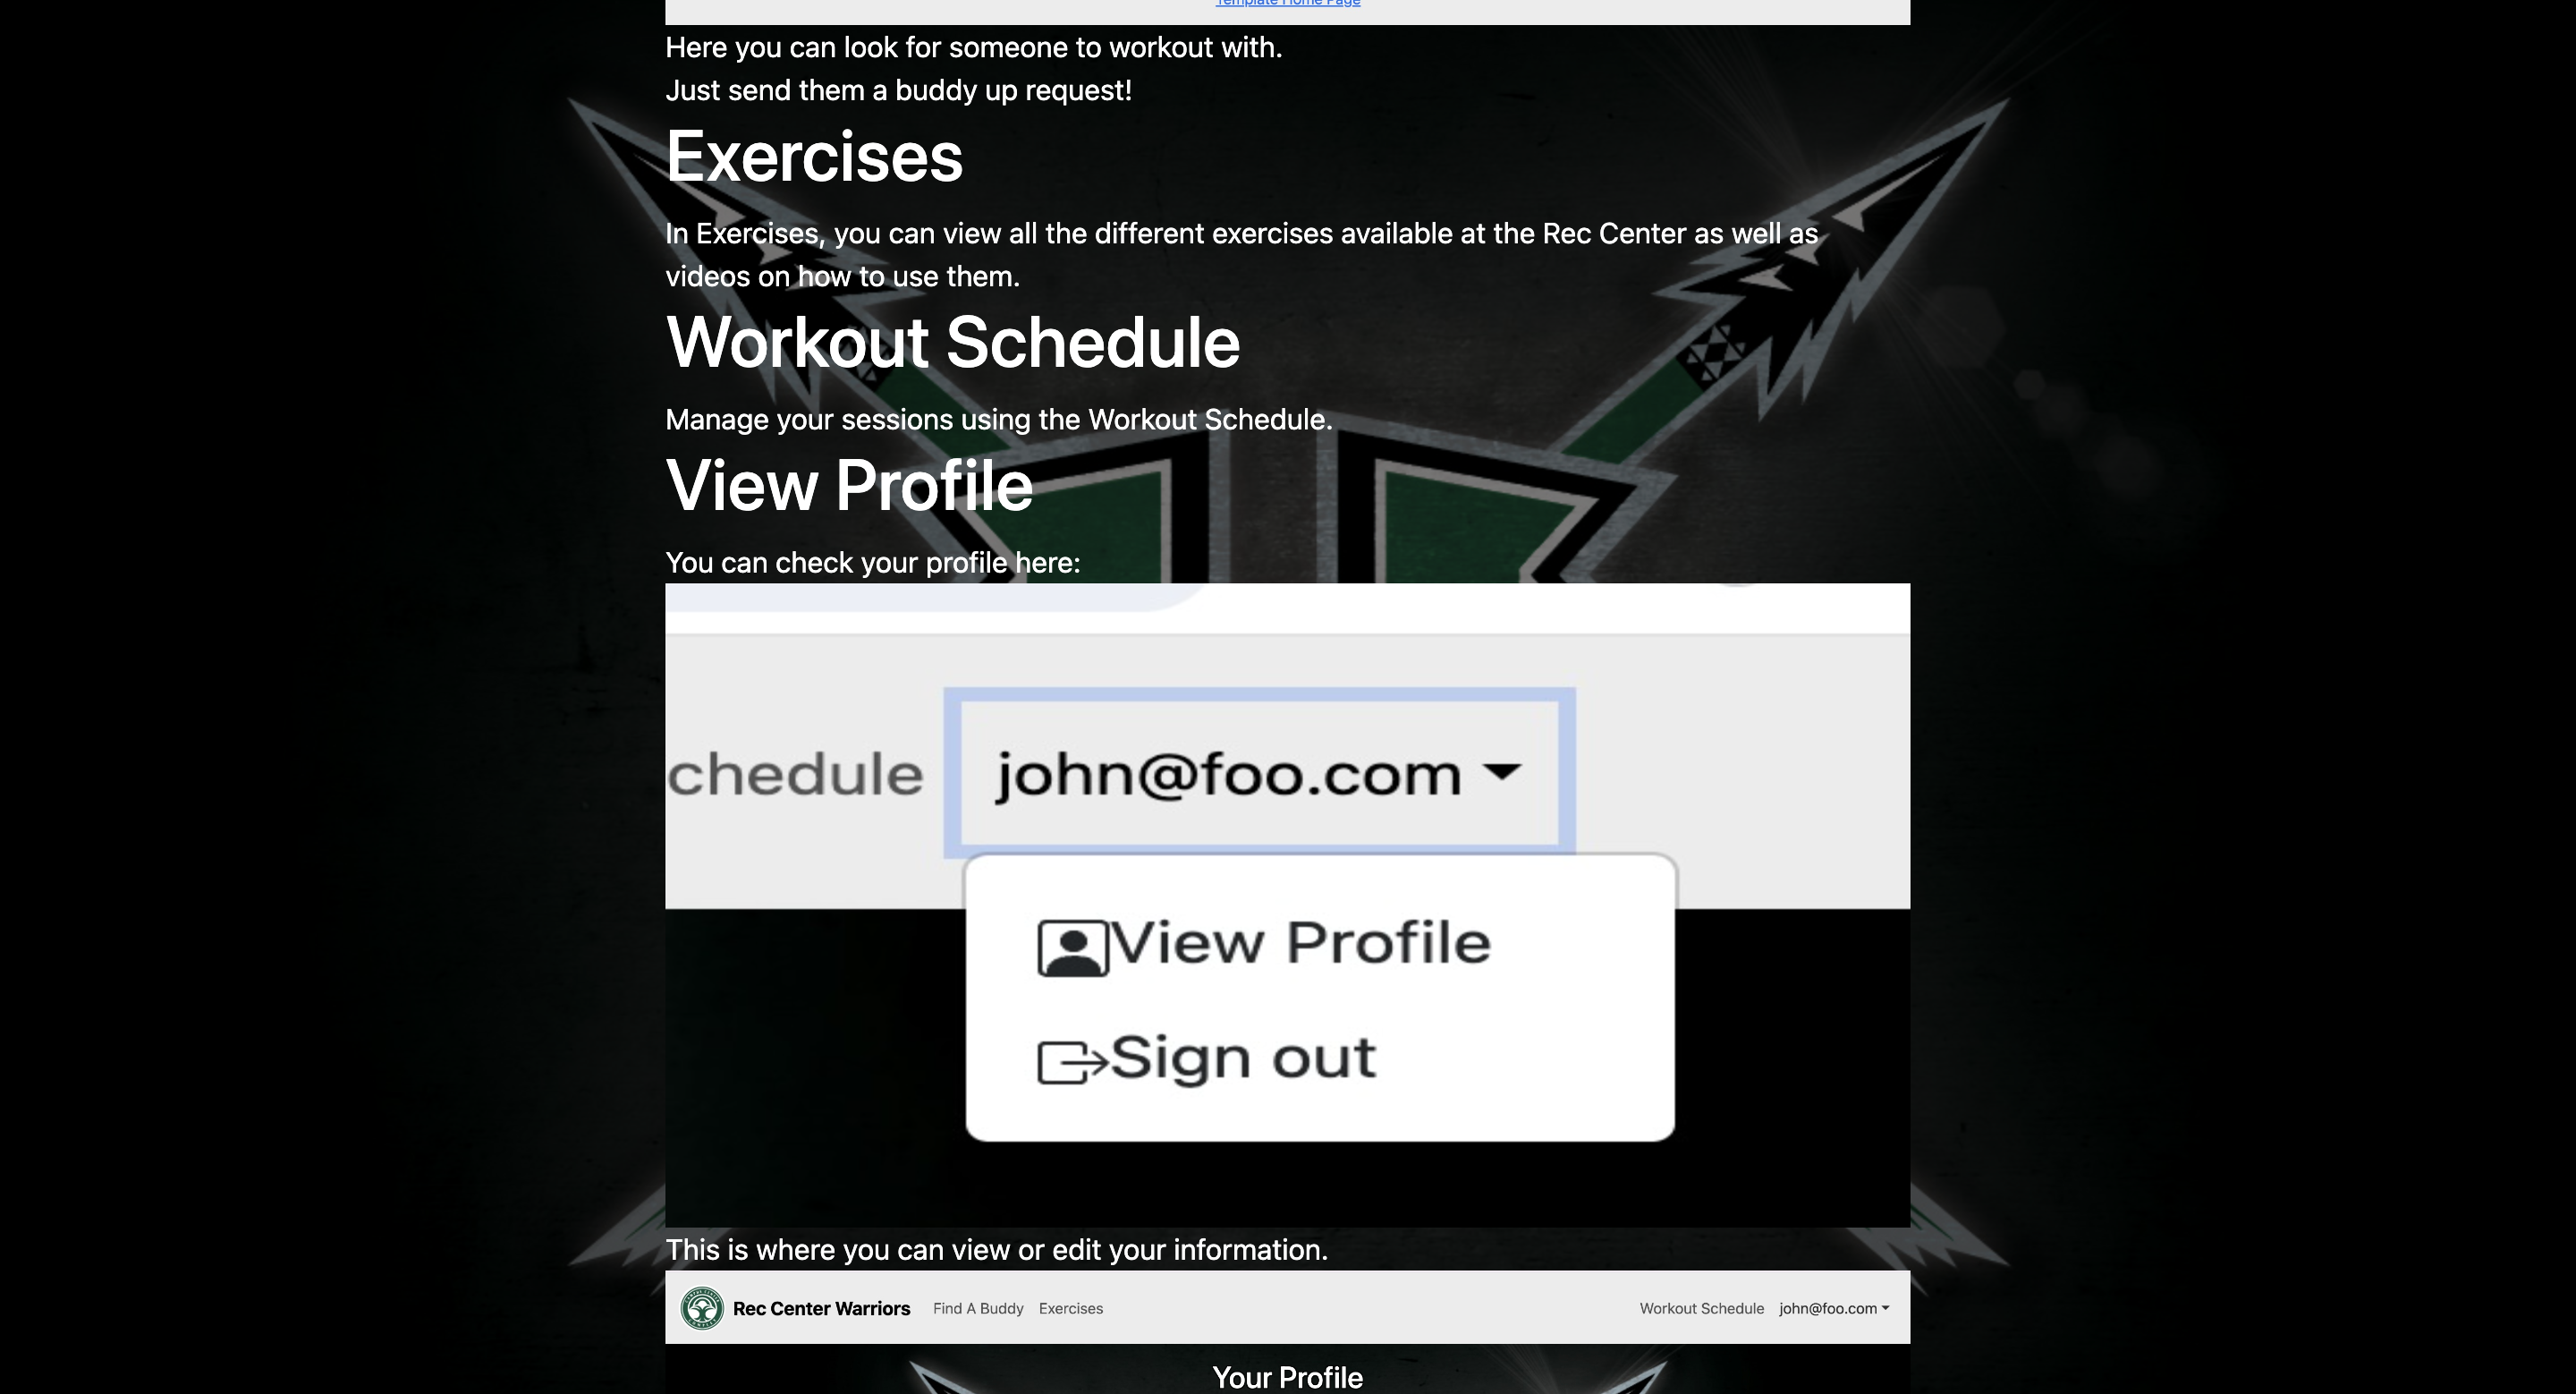 Template Home Page
Here you can look for someone to workout with.
Just send them a buddy up request!
Exercises
In Exercises, you can view all the different exercises available at the Rec Center as well as
videos on how to use them.
Workout Schedule
Manage your sessions using the Workout Schedule.
View Profile
You can check your profile here:
chedule john@foo.com
View Profile
Sign out
This is where you can view or edit your information.
Rec Center Warriors Find A Buddy Exercises Workout Schedule john@foo.com
Your Profile